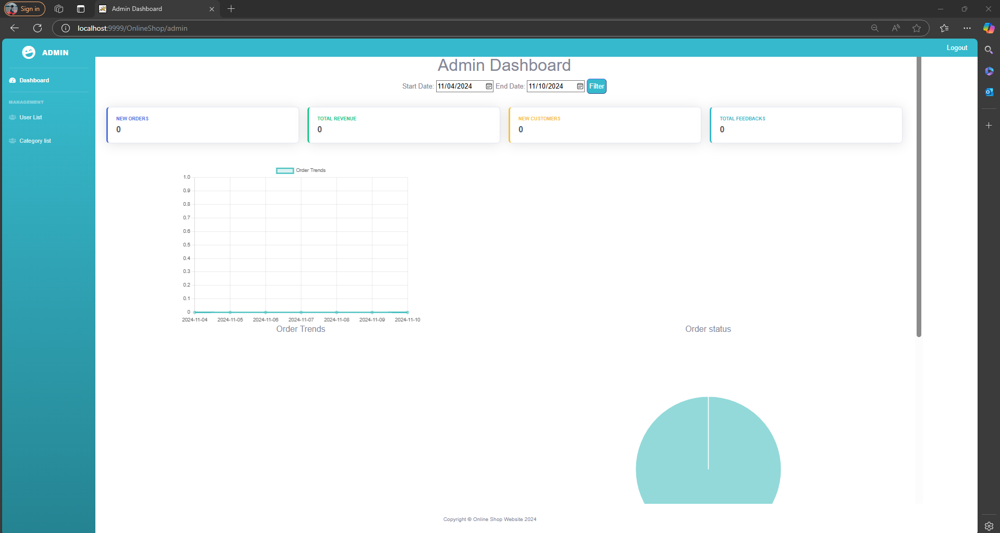 Sign in
Admin Dashboard
localhost:9999/OnlineShop/admin
ADMIN
Logout
Dashboard
MANAGEMENT
User List
Category list
Admin Dashboard
Start Date: 11/04/2024 End Date: 11/10/2024 Filter
NEW ORDERS
0
TOTAL REVENUE
0
NEW CUSTOMERS
0
TOTAL FEEDBACKS
0
Order Trends
1.0
0.9
0.8
0.7
0.6
0.5
0.4
0.3
0.2
0.1
0
2024-11-04 2024-11-05 2024-11-06 2024-11-07 2024-11-08 2024-11-09 2024-11-10
Order Trends
Order status
Copyright © Online Shop Website 2024